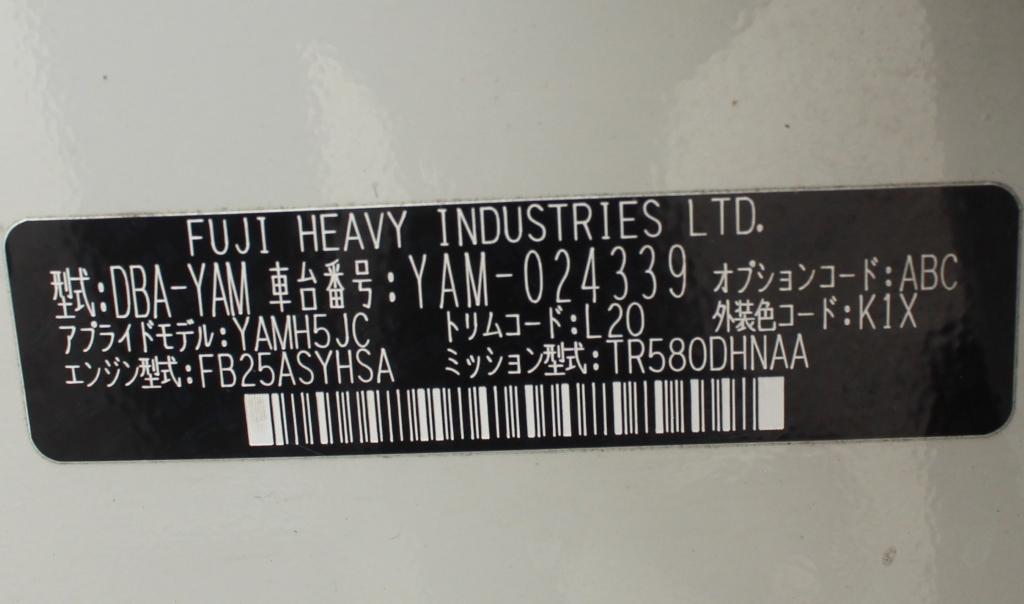 FUJI HEAVY INDUSTRIES LTD.
型式:DBA-YAM 車台番号:YAM-024339 オプションコード:ABC
アプライドモデル:YAMH5JC トリムコード:L20 外装色コード:K1X
エンジン型式:FB25ASYHSA ミッション型式:TR580DHNAA